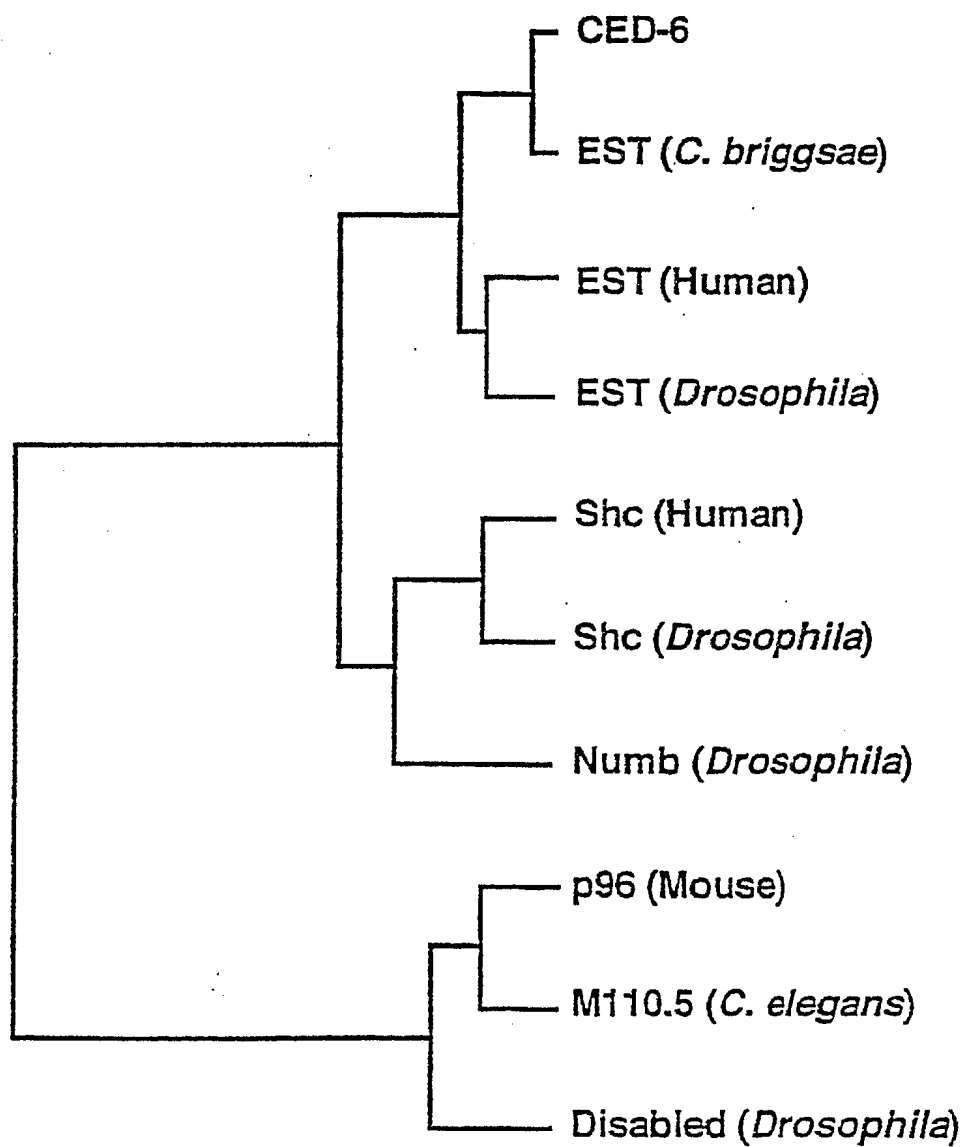 CED-6
EST (C. briggsae)
EST (Human)
EST (Drosophila)
Shc (Human)
Shc (Drosophila)
Numb (Drosophila)
p96 (Mouse)
M110.5 (C. elegans)
Disabled (Drosophila)